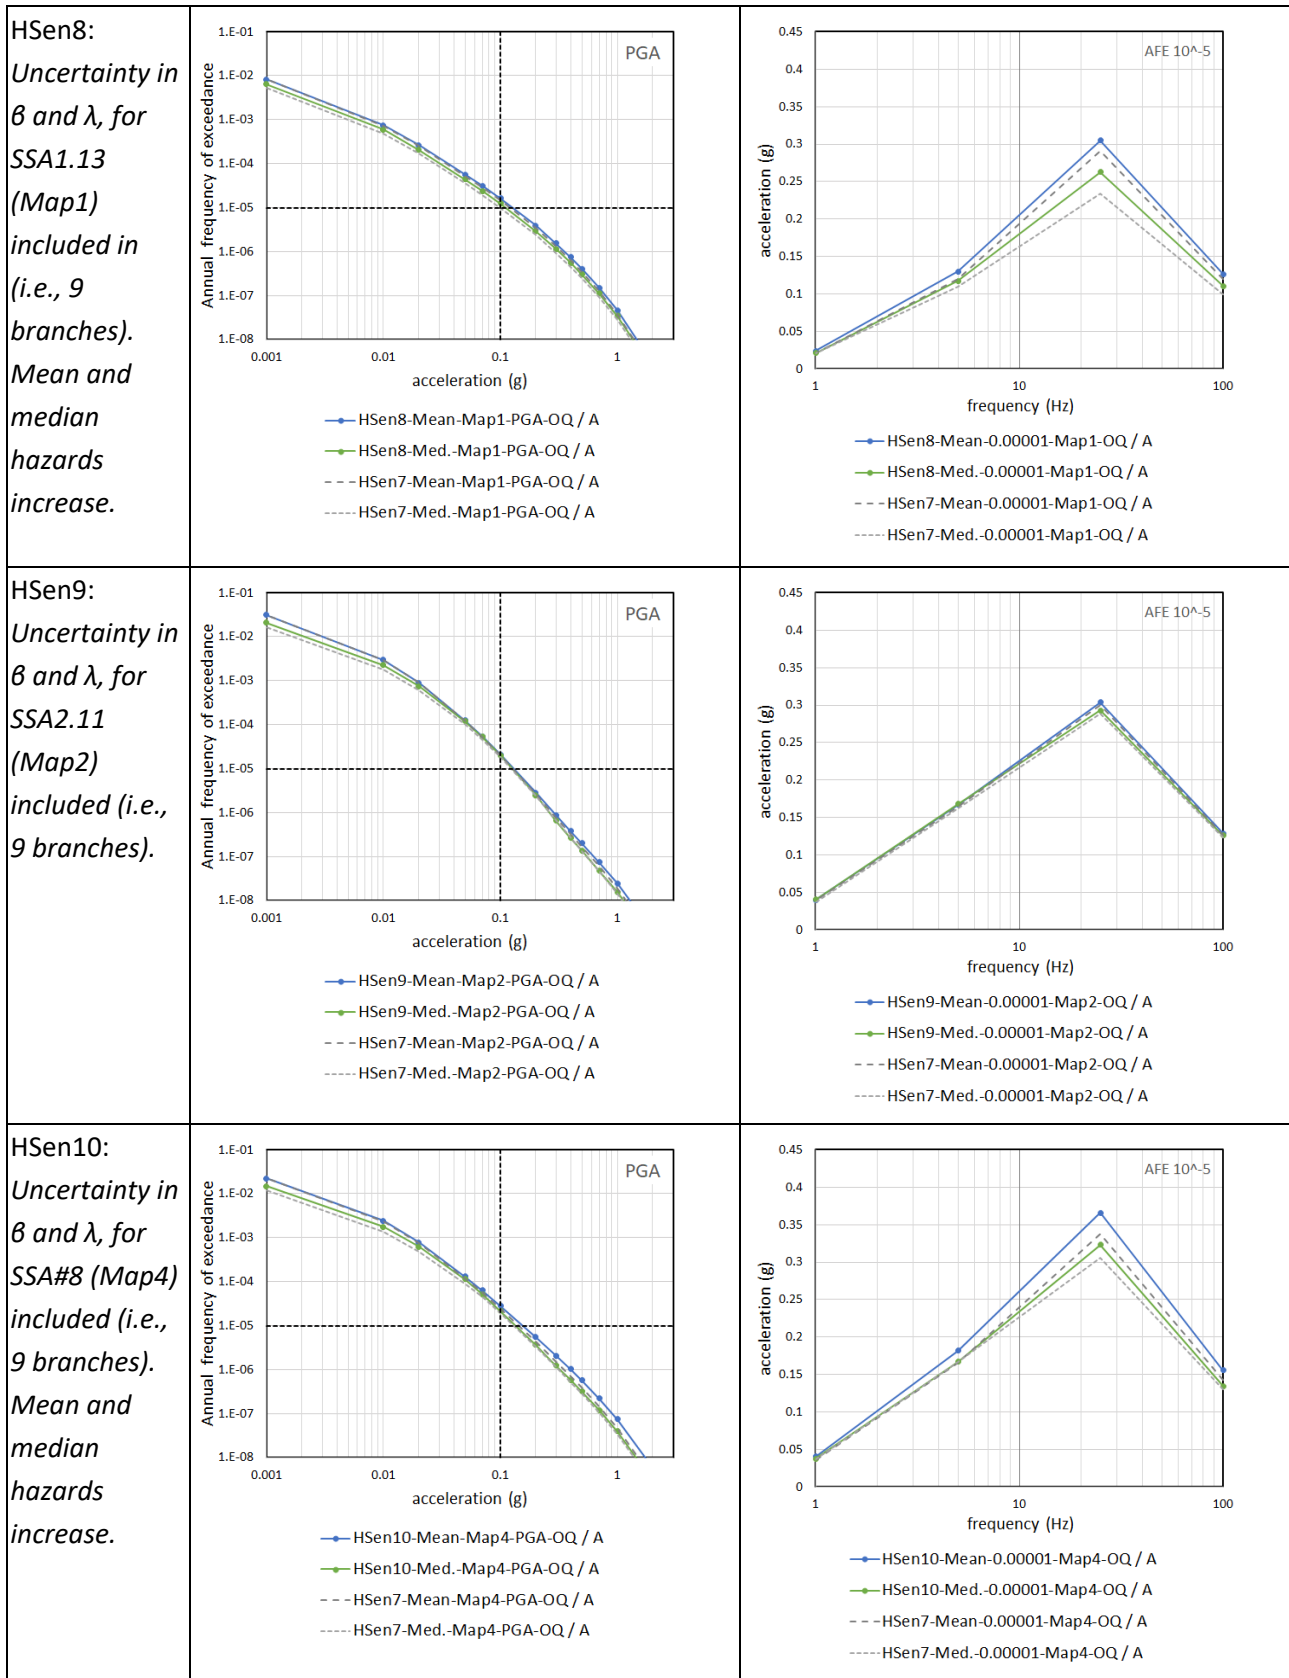 HSen8:
Uncertainty in
β and λ, for
SSA1.13
(Map1)
included in
(i.e., 9
branches).
Mean and
median
hazards
increase.
Annual frequency of exceedance
1.E-01
1.E-02
1.E-03
1.E-04
1.E-05
1.E-06
1.E-07
1.E-08
PGA
0.001 0.01 0.1 1
acceleration (g)
HSen8-Mean-Map1-PGA-OQ / A
HSen8-Med.-Map1-PGA-OQ / A
HSen7-Mean-Map1-PGA-OQ / A
HSen7-Med.-Map1-PGA-OQ / A
acceleration (g)
0.45
0.4
0.35
0.3
0.25
0.2
0.15
0.1
0.05
0
AFE 10^-5
1 10 100
frequency (Hz)
HSen8-Mean-0.00001-Map1-OQ / A
HSen8-Med.-0.00001-Map1-OQ / A
HSen7-Mean-0.00001-Map1-OQ / A
HSen7-Med.-0.00001-Map1-OQ / A
HSen9:
Uncertainty in
β and λ, for
SSA2.11
(Map2)
included (i.e.,
9 branches).
Annual frequency of exceedance
1.E-01
1.E-02
1.E-03
1.E-04
1.E-05
1.E-06
1.E-07
1.E-08
PGA
0.001 0.01 0.1 1
acceleration (g)
HSen9-Mean-Map2-PGA-OQ / A
HSen9-Med.-Map2-PGA-OQ / A
HSen7-Mean-Map2-PGA-OQ / A
HSen7-Med.-Map2-PGA-OQ / A
acceleration (g)
0.45
0.4
0.35
0.3
0.25
0.2
0.15
0.1
0.05
0
AFE 10^-5
1 10 100
frequency (Hz)
HSen9-Mean-0.00001-Map2-OQ / A
HSen9-Med.-0.00001-Map2-OQ / A
HSen7-Mean-0.00001-Map2-OQ / A
HSen7-Med.-0.00001-Map2-OQ / A
HSen10:
Uncertainty in
β and λ, for
SSA#8 (Map4)
included (i.e.,
9 branches).
Mean and
median
hazards
increase.
Annual frequency of exceedance
1.E-01
1.E-02
1.E-03
1.E-04
1.E-05
1.E-06
1.E-07
1.E-08
PGA
0.001 0.01 0.1 1
acceleration (g)
HSen10-Mean-Map4-PGA-OQ / A
HSen10-Med.-Map4-PGA-OQ / A
HSen7-Mean-Map4-PGA-OQ / A
HSen7-Med.-Map4-PGA-OQ / A
acceleration (g)
0.45
0.4
0.35
0.3
0.25
0.2
0.15
0.1
0.05
0
AFE 10^-5
1 10 100
frequency (Hz)
HSen10-Mean-0.00001-Map4-OQ / A
HSen10-Med.-0.00001-Map4-OQ / A
HSen7-Mean-0.00001-Map4-OQ / A
HSen7-Med.-0.00001-Map4-OQ / A